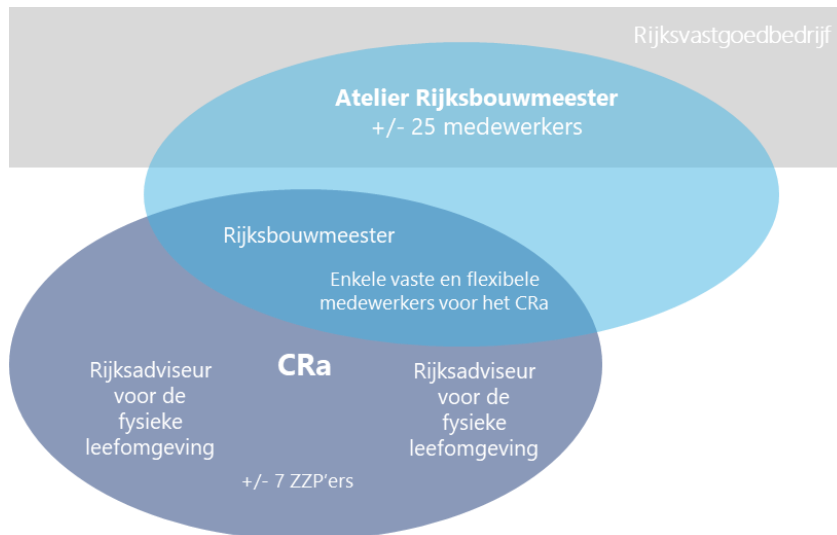 Rijksvastgoedbedrijf
Atelier Rijksbouwmeester
+/- 25 medewerkers
Rijksbouwmeester
Enkele vaste en flexibele
medewerkers voor het CRa
CRa
Rijksadviseur
voor de
fysieke
leefomgeving
Rijksadviseur
voor de
fysieke
leefomgeving
+/- 7 ZZP'ers